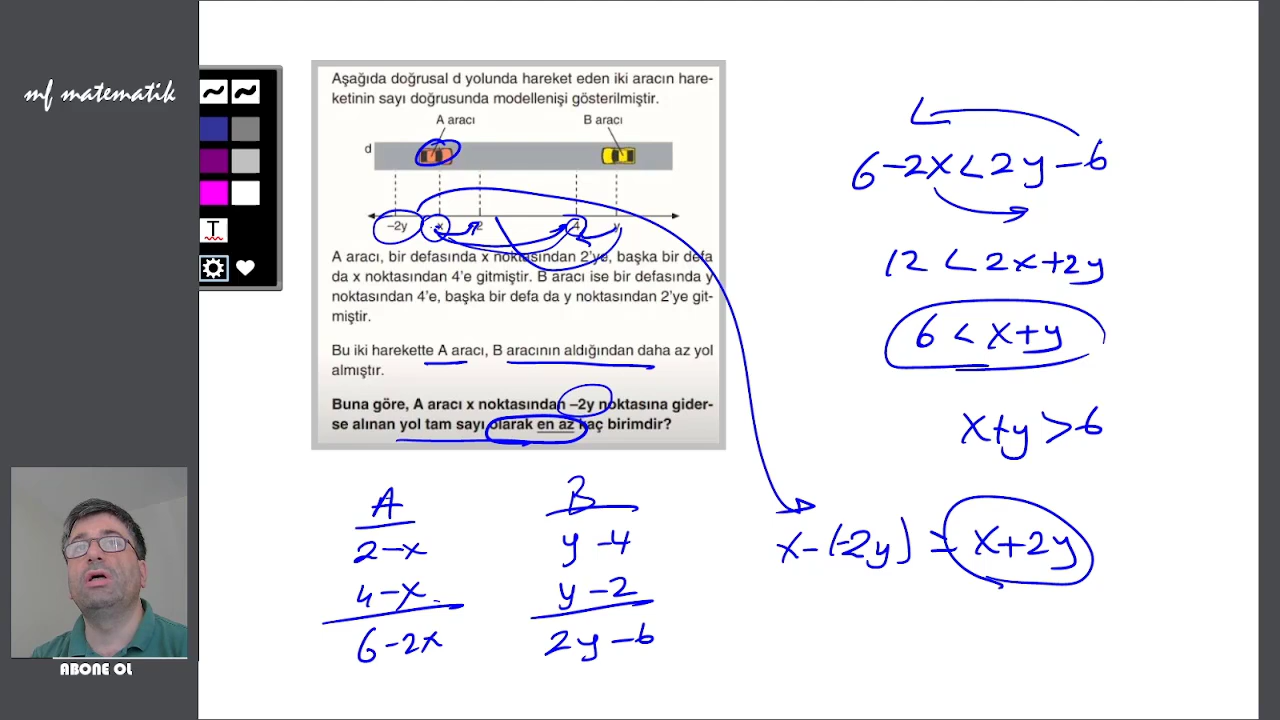 mf matematik
Aşağıda doğrusal d yolunda hareket eden iki aracın hare-
ketinin sayı doğrusunda modellenişi gösterilmiştir.
A aracı B aracı
d
-2y x 2 4 y
A aracı, bir defasında x noktasından 2'ye, başka bir defa
da x noktasından 4'e gitmiştir. B aracı ise bir defasında y
noktasından 4'e, başka bir defa da y noktasından 2'ye git-
miştir.
Bu iki harekette A aracı, B aracının aldığından daha az yol
almıştır.
Buna göre, A aracı x noktasından –2y noktasına gider-
se alınan yol tam sayı olarak en az kaç birimdir?
6-2x<2y-6
12<2x+2y
6<x+y
x+y>6
x-(-2y)=x+2y
A B
2-x y-4
4-x y-2
6-2x 2y-6
T
ABONE OL